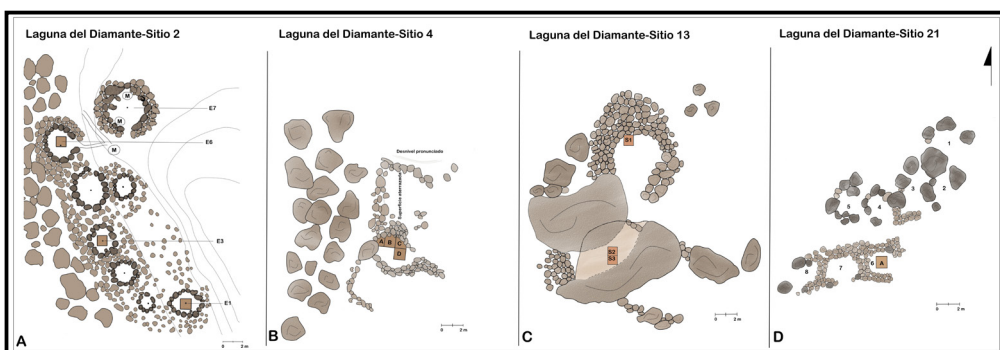 Laguna del Diamante-Sitio 2
M
E7
M
E6
M
E3
E1
0 2 m
A
Laguna del Diamante-Sitio 4
Desnivel pronunciado
Superficie aterrazada
A B C
D
0 2 m
B
Laguna del Diamante-Sitio 13
S1
S2
S3
0 2 m
C
Laguna del Diamante-Sitio 21
1
3
2
5
4
6
A
7
8
0 2 m
D